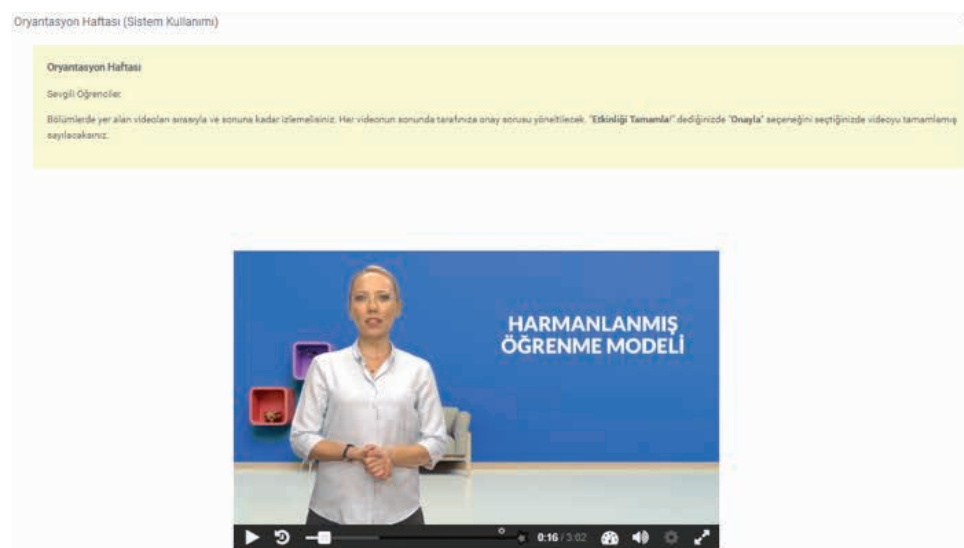 Oryantasyon Haftası (Sistem Kullanımı)
Oryantasyon Haftası
Sevgili Öğrenciler,
Bölümlerde yer alan videoları sırasıyla ve sonuna kadar izlemelisiniz. Her videonun sonunda tarafınıza onay sorusu yöneltilecek. "Etkinliği Tamamla!" dediğinizde "Onayla" seçeneğini seçtiğinizde videoyu tamamlamış
sayılacaksınız.
HARMANLANMIŞ
ÖĞRENME MODELİ
0:16 / 3:02